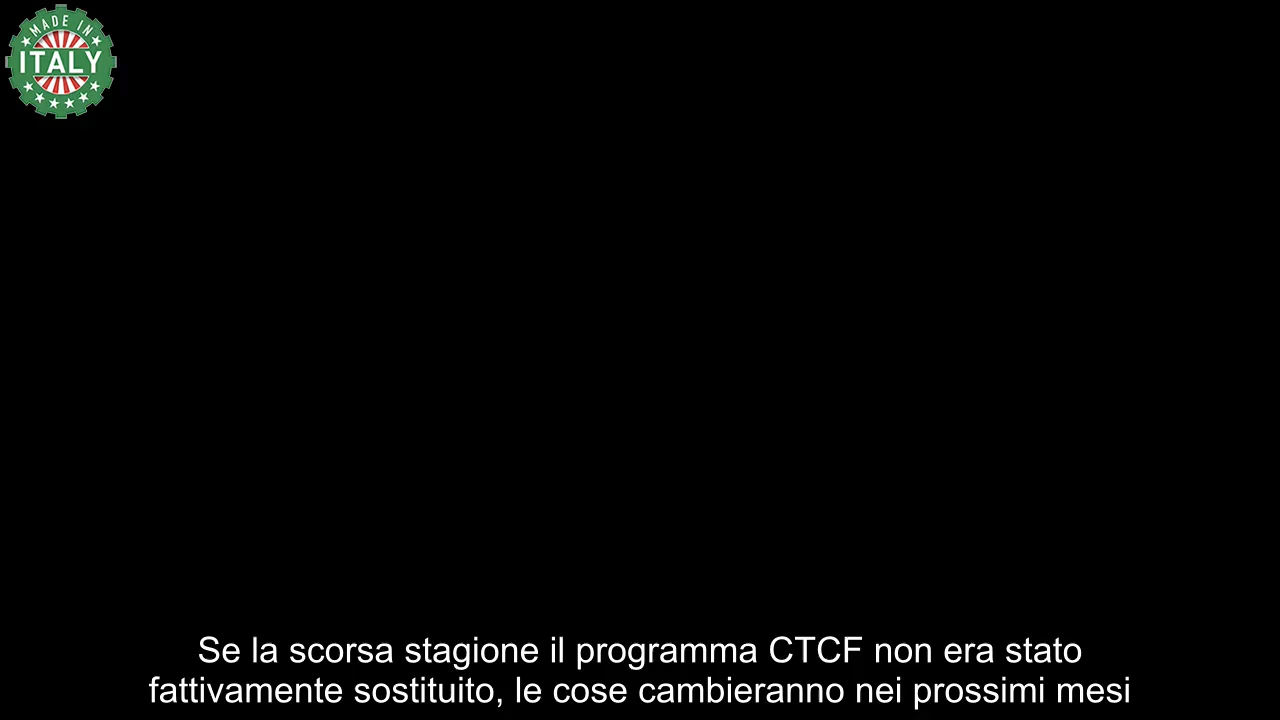 MADE IN
ITALY
Se la scorsa stagione il programma CTCF non era stato
fattivamente sostituito, le cose cambieranno nei prossimi mesi